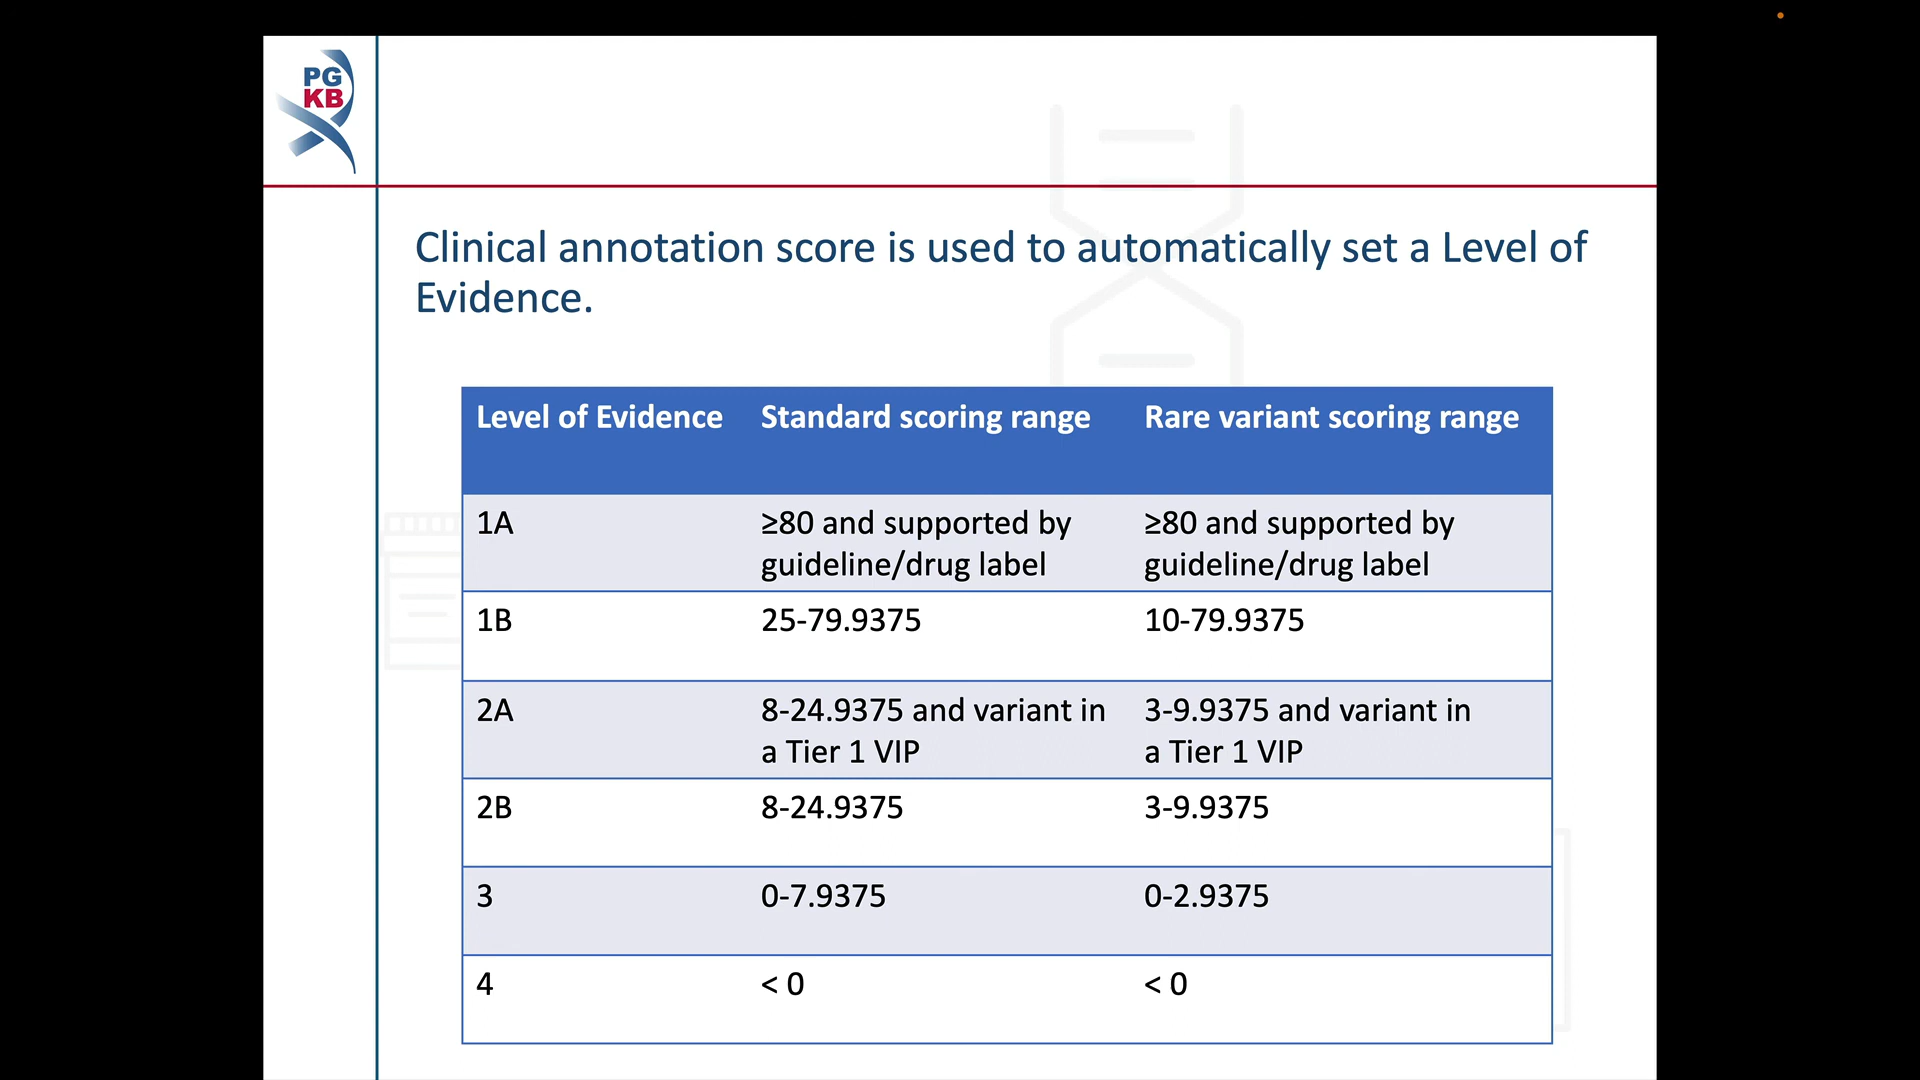 PG
KB
Clinical annotation score is used to automatically set a Level of
Evidence.
Level of Evidence Standard scoring range Rare variant scoring range
1A ≥80 and supported by ≥80 and supported by
guideline/drug label guideline/drug label
1B 25-79.9375 10-79.9375
2A 8-24.9375 and variant in 3-9.9375 and variant in
a Tier 1 VIP a Tier 1 VIP
2B 8-24.9375 3-9.9375
3 0-7.9375 0-2.9375
4 < 0 < 0